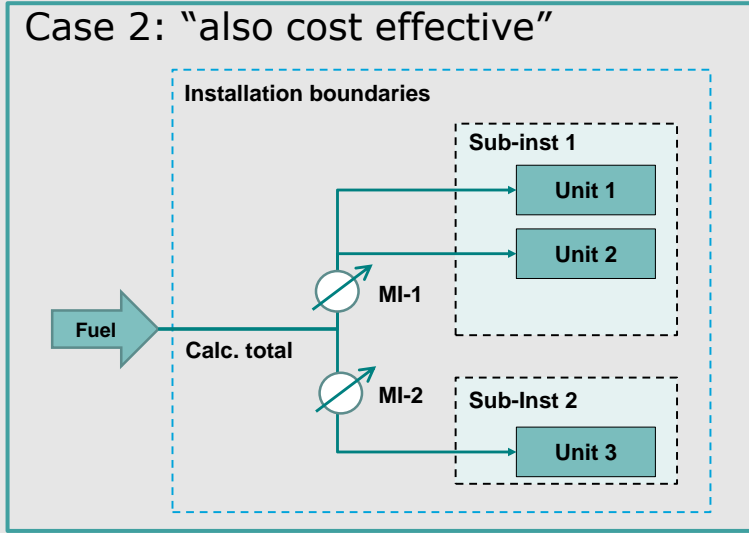 Case 2: “also cost effective”
Installation boundaries
Sub-inst 1
Unit 1
Unit 2
MI-1
Fuel
Calc. total
MI-2
Sub-Inst 2
Unit 3